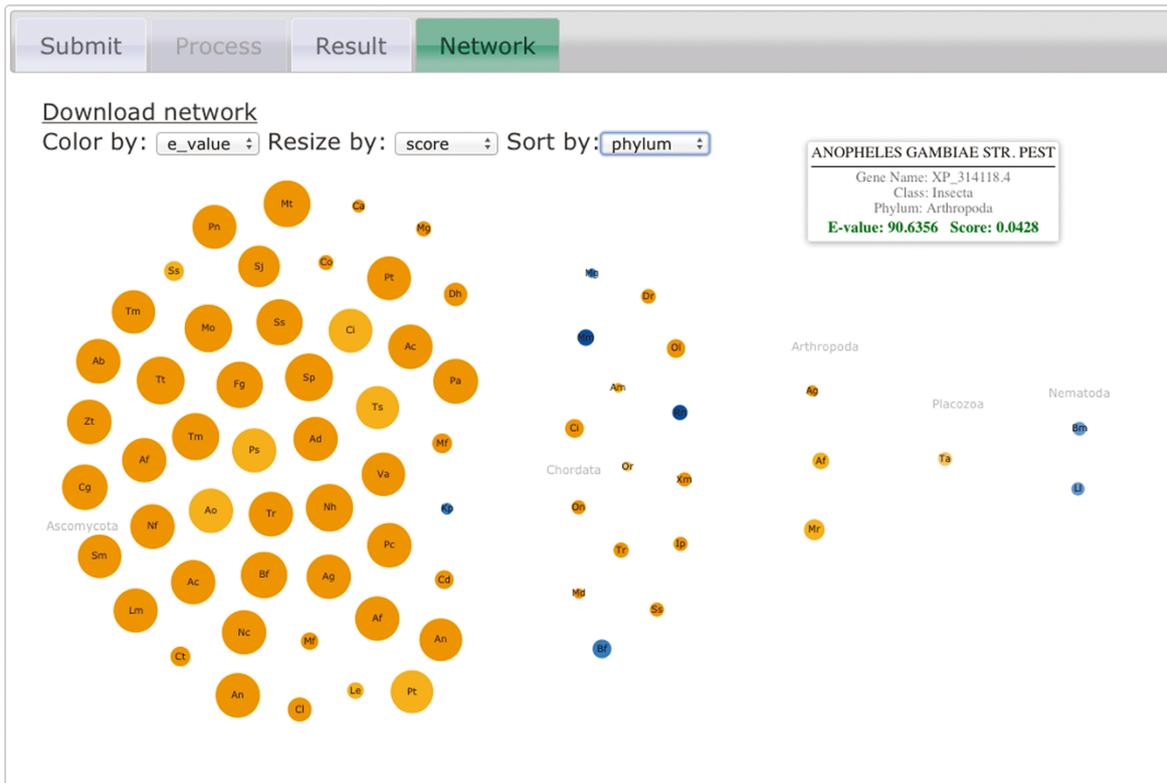 Submit Process Result Network
Download network
Color by: e_value Resize by: score Sort by: phylum
ANOPHELES GAMBIAE STR. PEST
Gene Name: XP_314118.4
Class: Insecta
Phylum: Arthropoda
E-value: 90.6356 Score: 0.0428
Mt Ca
Pn Mg
Ss Sj Co Pt Dh
Tm Mo Ss Ci Ac
Ab Tt Fg Sp Pa
Zt Tm Ps Ad Ts Mf
Cg Af Ao Tr Nh Va Kp
Ascomycota
Sm Nf Bf Ag Pc Cd
Lm Ac Nc Mf Af An
Ct An Cl Le Pt
Mg Dr
Mm Oi
Am Rn
Ci Or Xm
Chordata
On Tr Ip
Md Ss
Bf
Arthropoda
Ag
Af
Mr
Placozoa
Ta
Nematoda
Bm
Ll